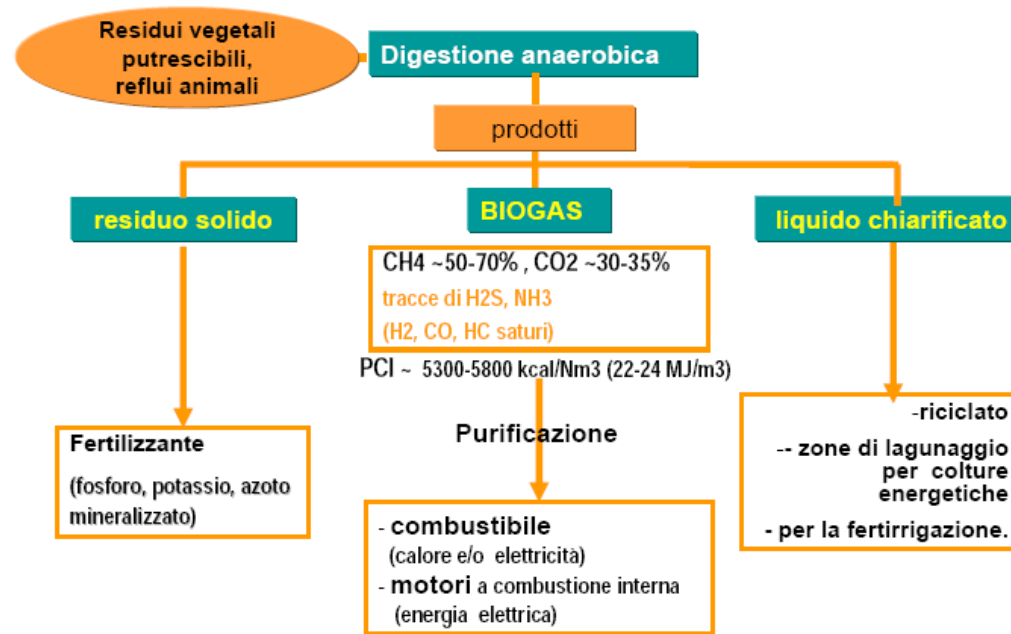 Residui vegetali
putrescibili,
reflui animali
Digestione anaerobica
prodotti
residuo solido
BIOGAS
liquido chiarificato
CH4 ~50-70% , CO2 ~30-35%
tracce di H2S, NH3
(H2, CO, HC saturi)
PCI ~ 5300-5800 kcal/Nm3 (22-24 MJ/m3)
Purificazione
Fertilizzante
(fosforo, potassio, azoto
mineralizzato)
- combustibile
(calore e/o elettricità)
- motori a combustione interna
(energia elettrica)
-riciclato
-- zone di lagunaggio
per colture
energetiche
- per la fertirrigazione.